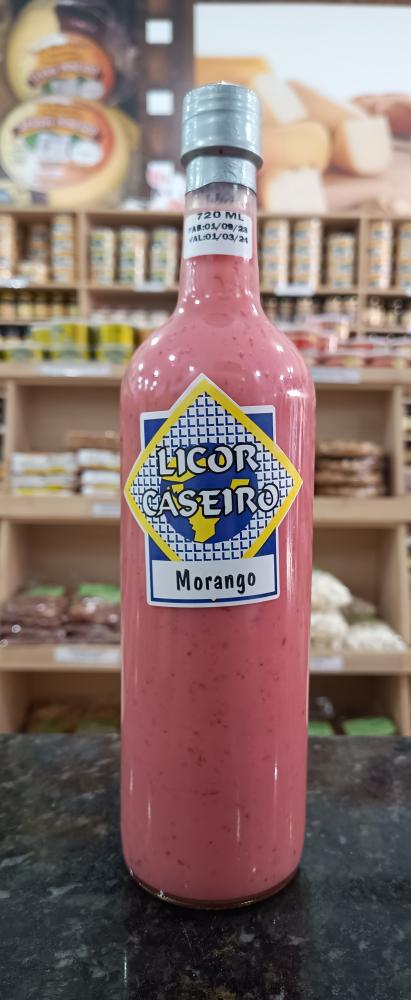 720 ML
FAB:01/09/23
VAL:01/03/24
LICOR
CASEIRO
Morango